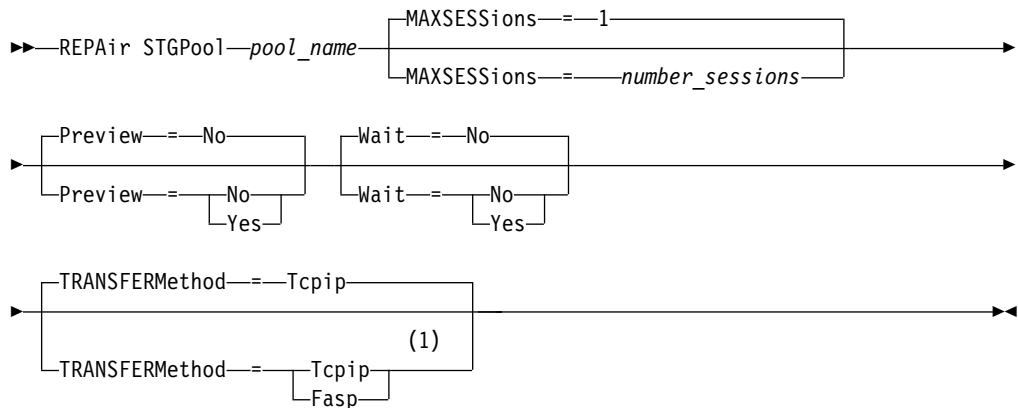 MAXSESSions = 1
REPAir STGPool pool_name
MAXSESSions = number_sessions
Preview = No Wait = No
Preview = No Wait = No
Yes Yes
TRANSFERMethod = Tcpip
(1)
TRANSFERMethod = Tcpip
Fasp